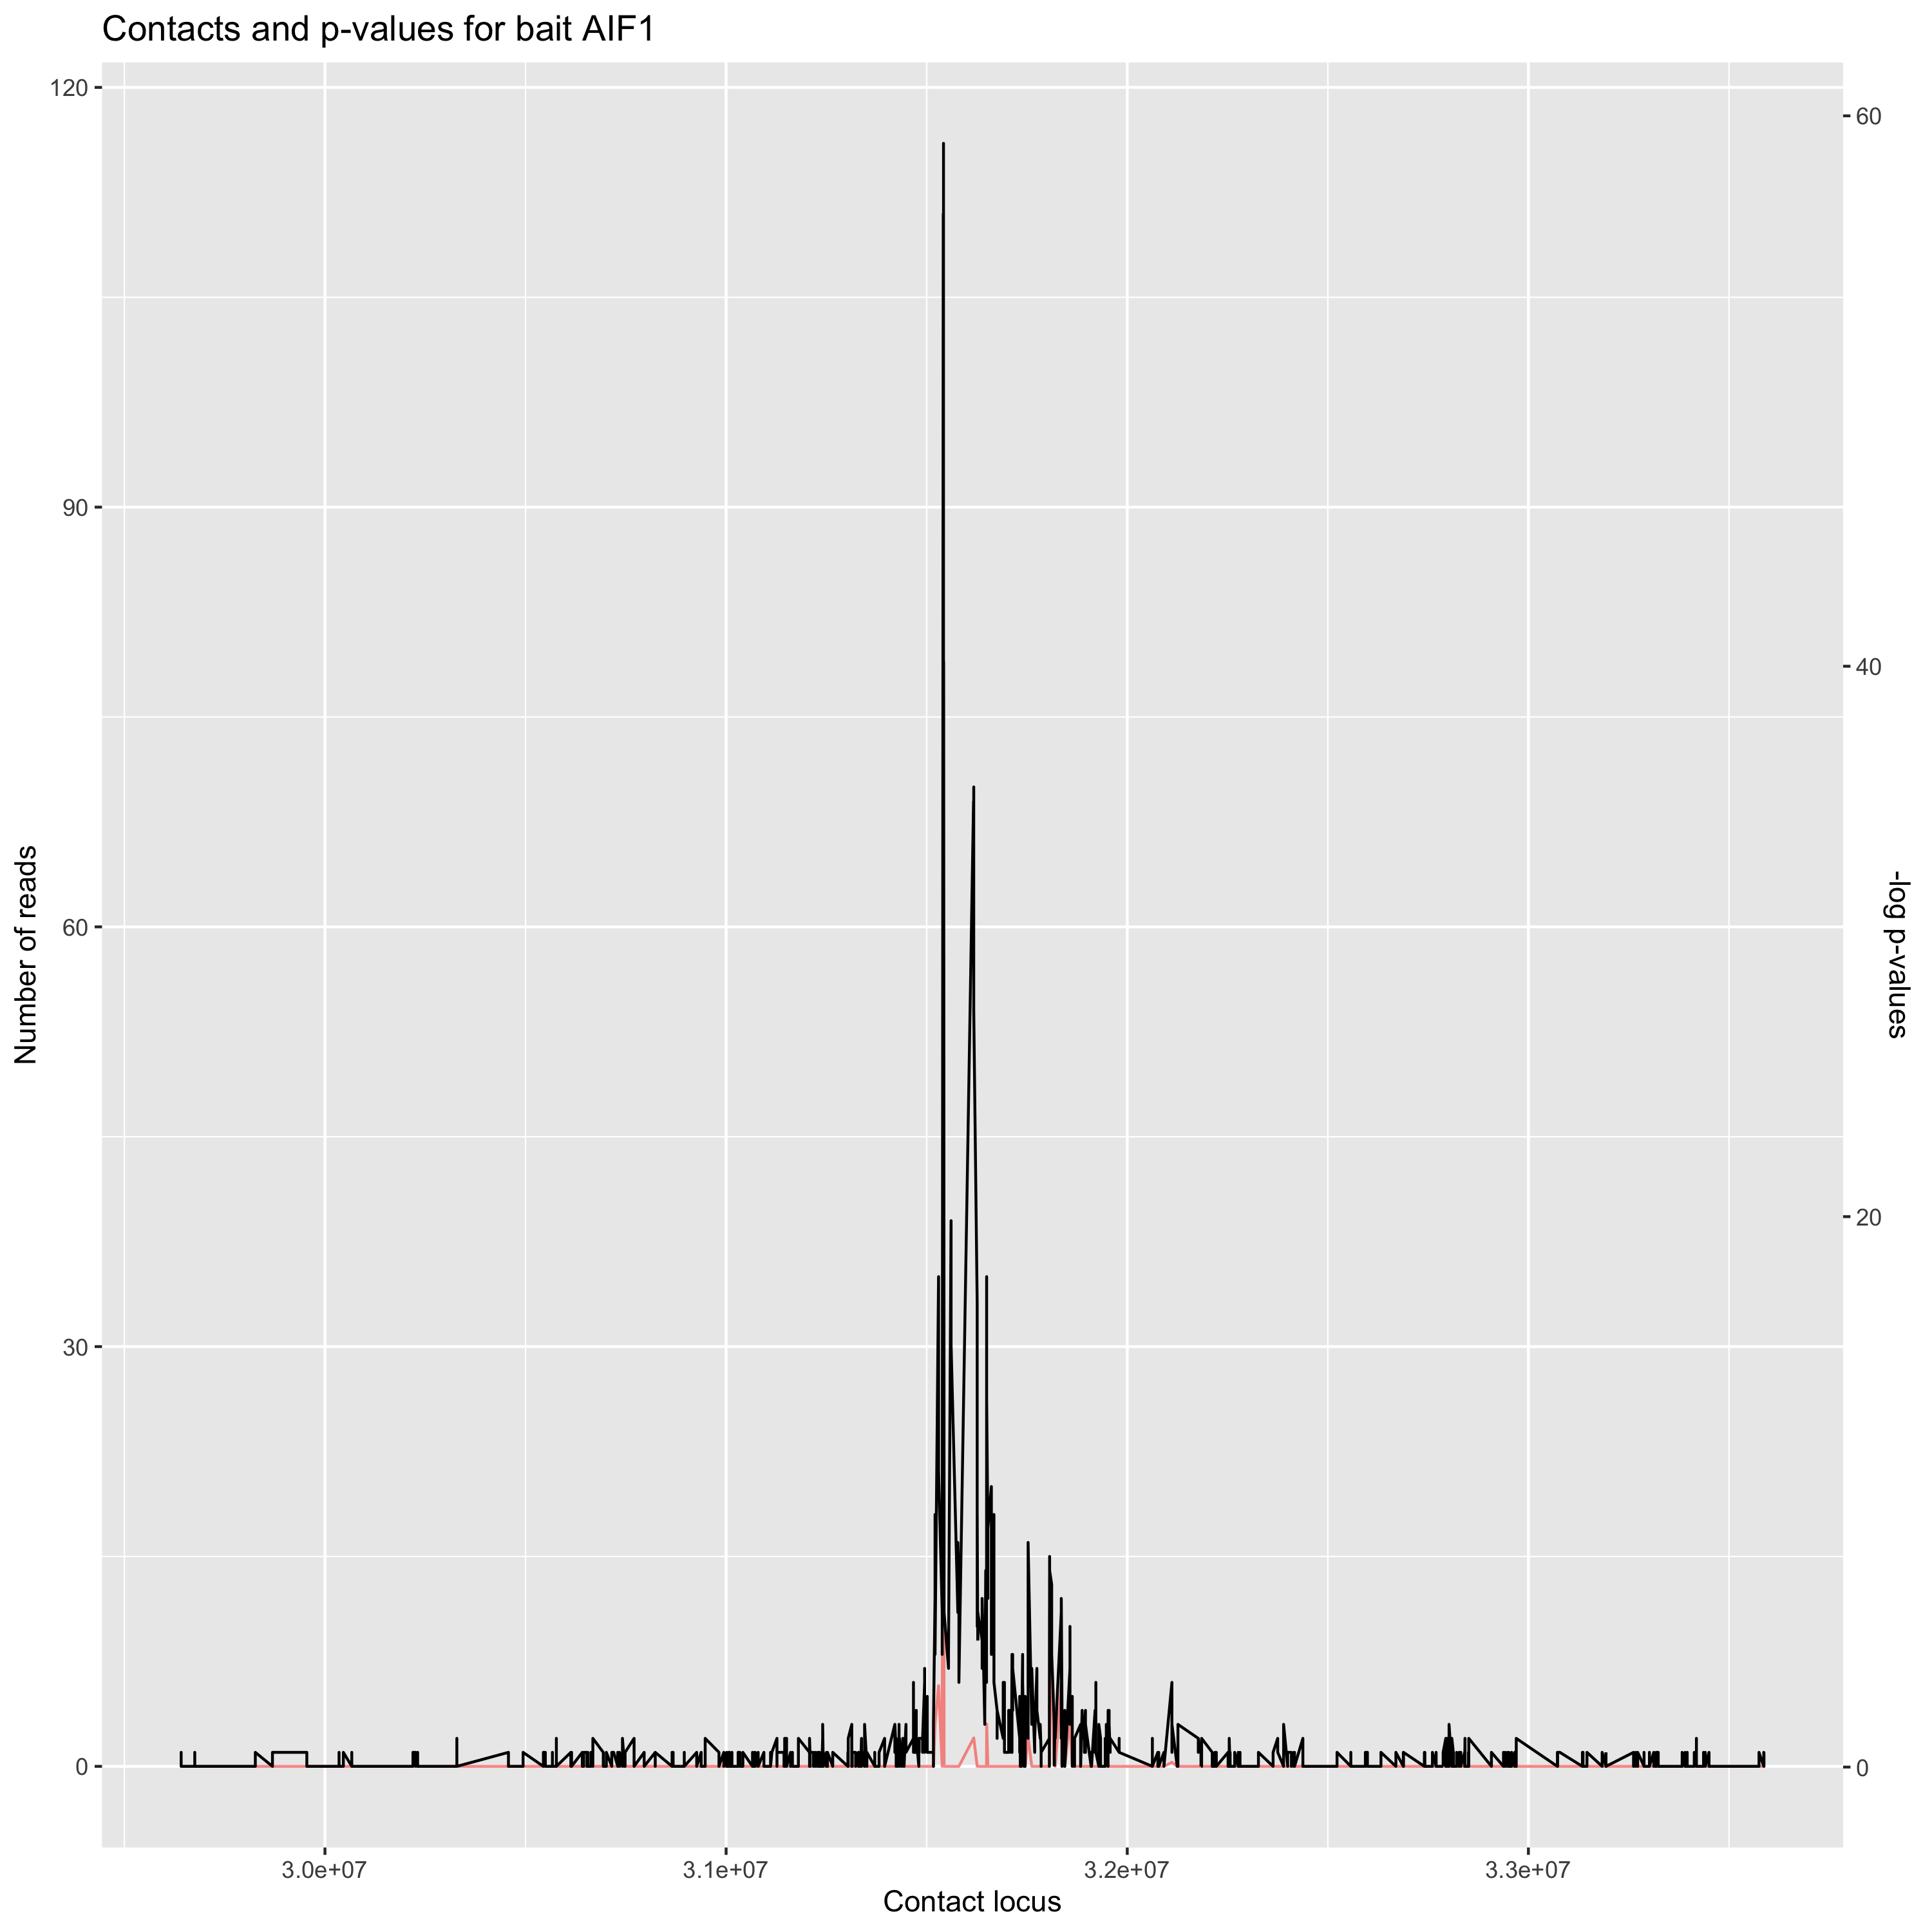 Contacts and p-values for bait AIF1
120
90
60
30
0
Number of reads
60
40
20
0
-log p-values
3.0e+07
3.1e+07
3.2e+07
3.3e+07
Contact locus